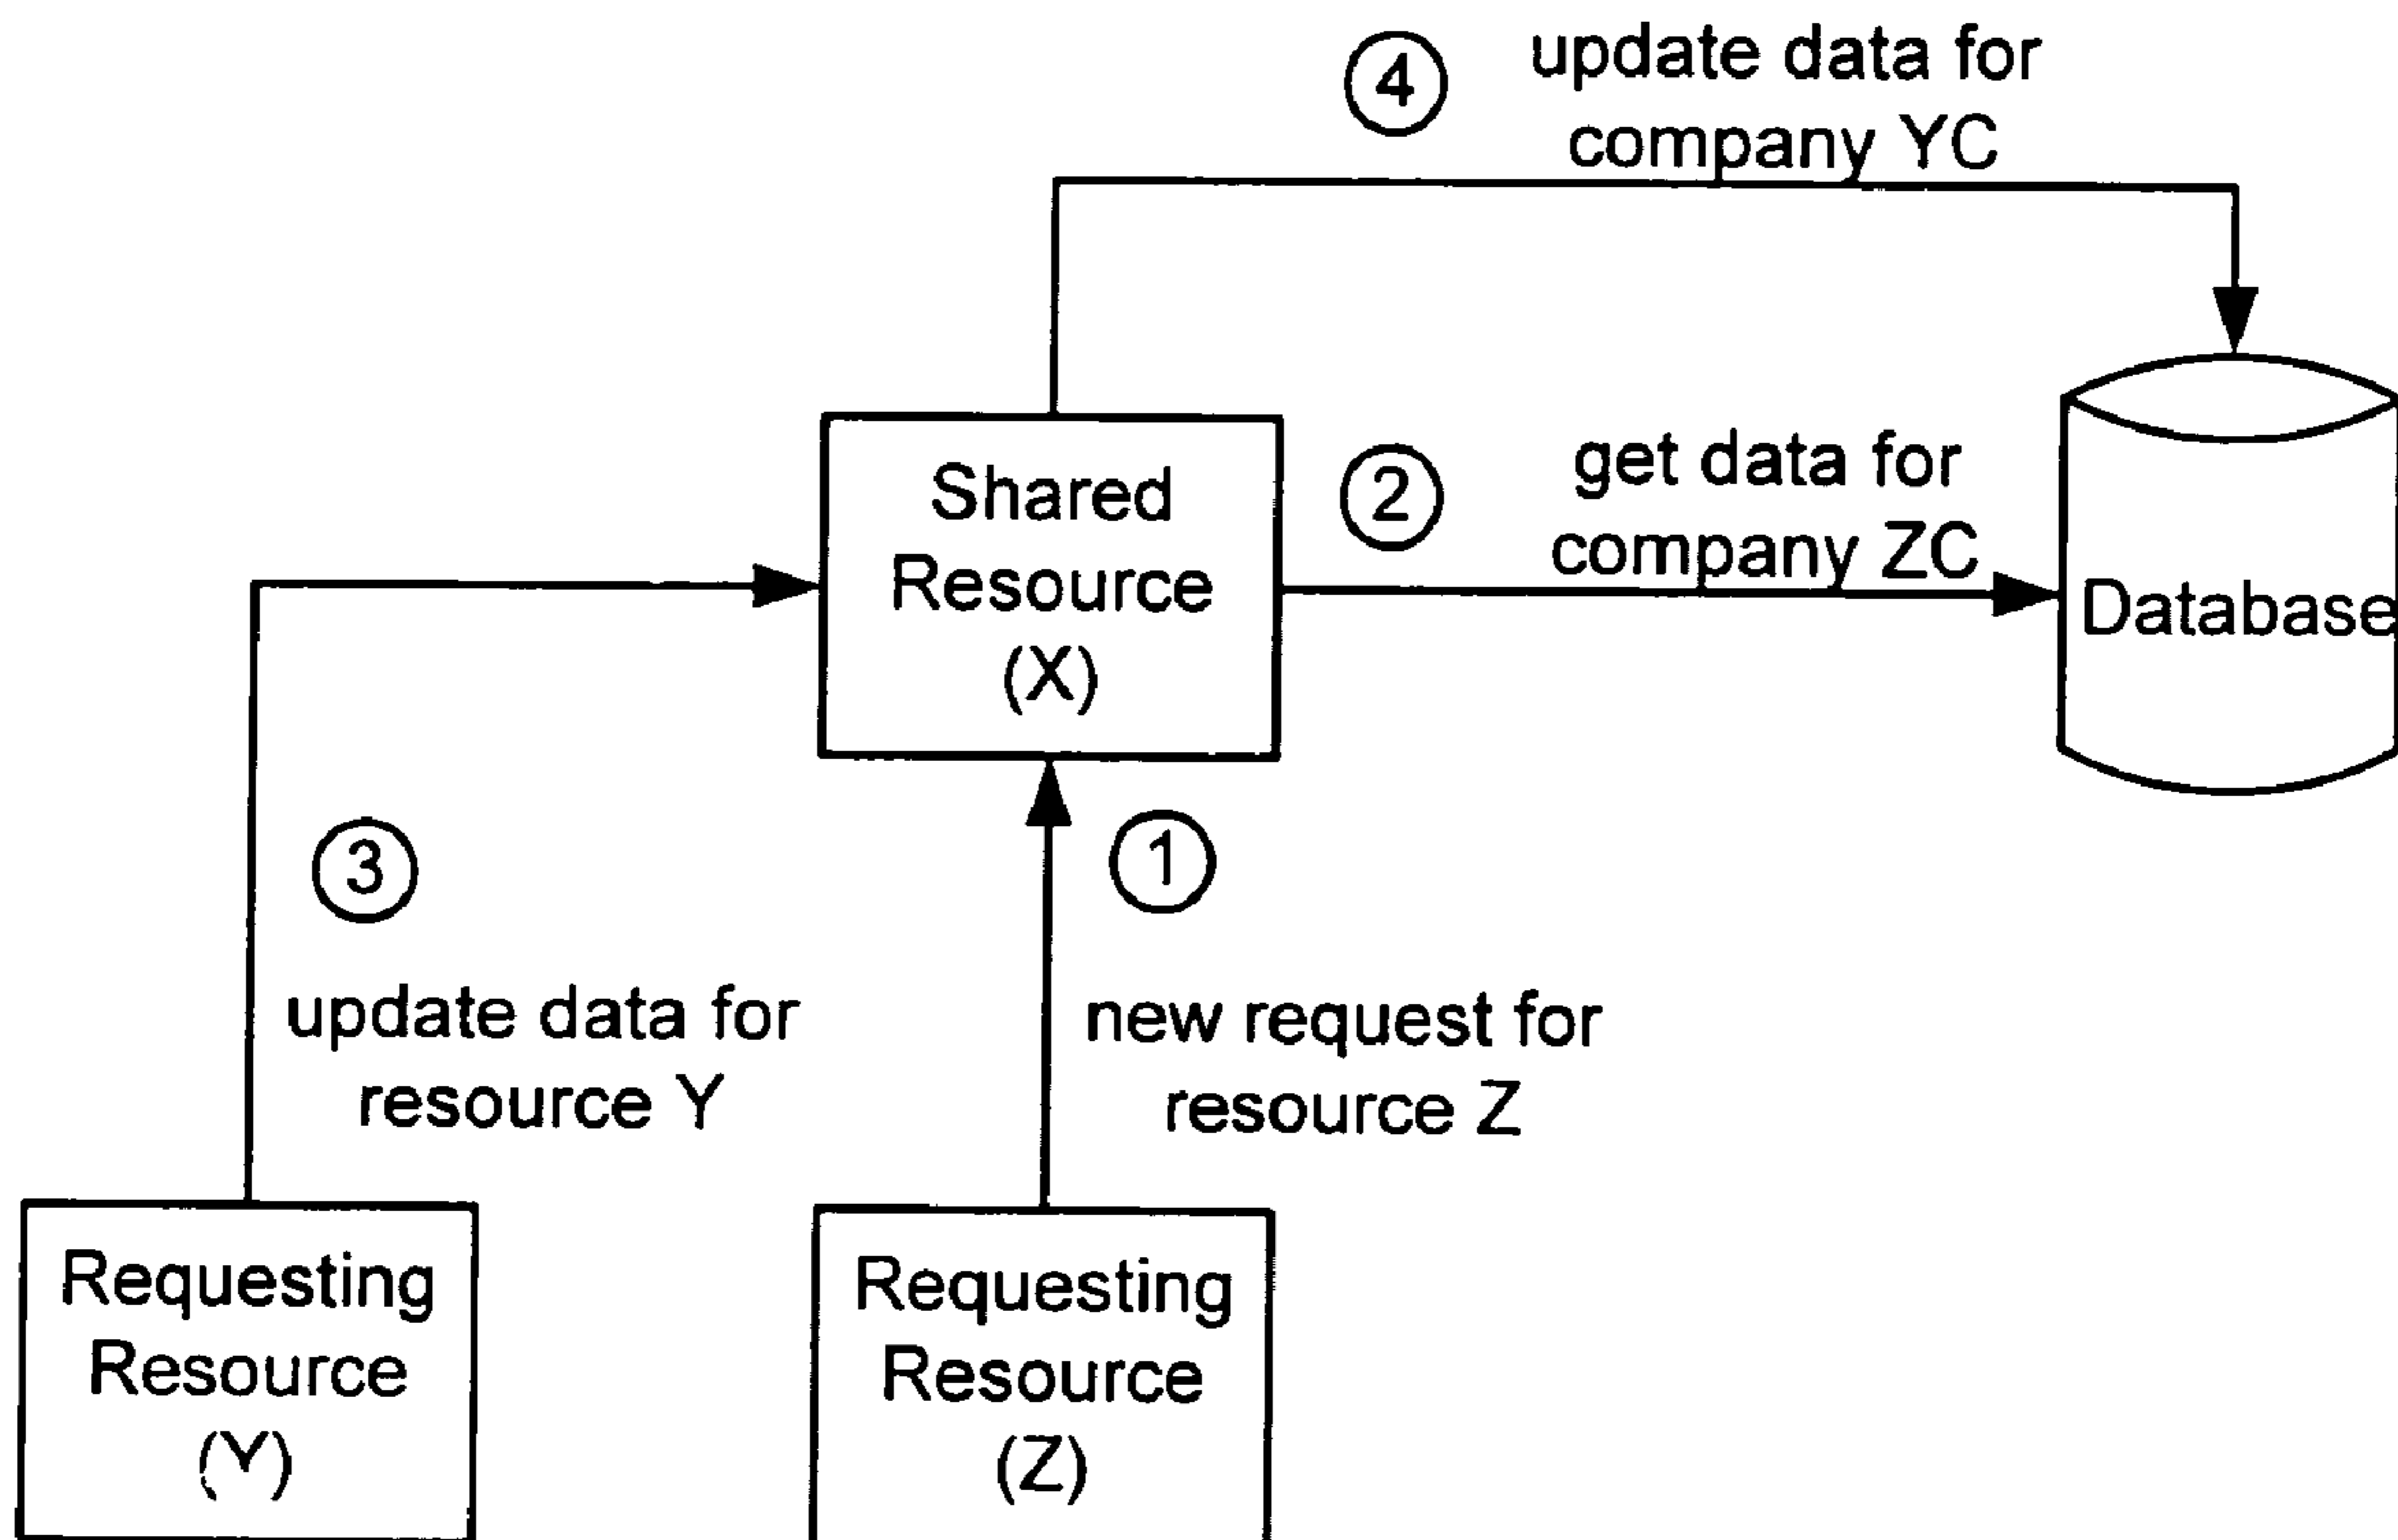 4
update data for
company YC
Shared
Resource
(X)
2
get data for
company ZC
Database
3
update data for
resource Y
1
new request for
resource Z
Requesting
Resource
(Y)
Requesting
Resource
(Z)